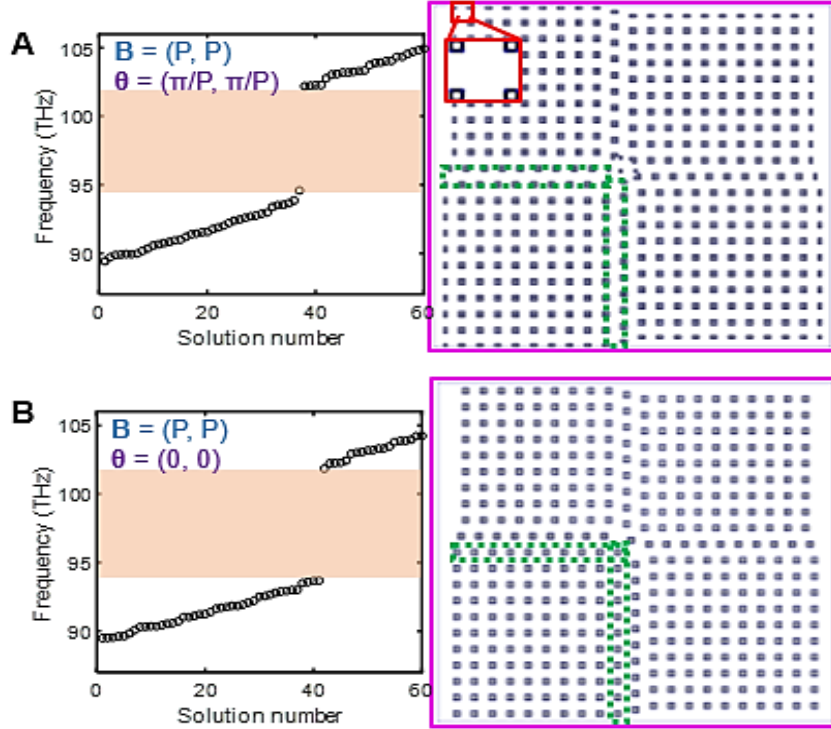 A
B = (P, P)
θ = (π/P, π/P)
105
100
95
90
Frequency (THz)
0
20
40
60
Solution number
B
B = (P, P)
θ = (0, 0)
105
100
95
90
Frequency (THz)
0
20
40
60
Solution number